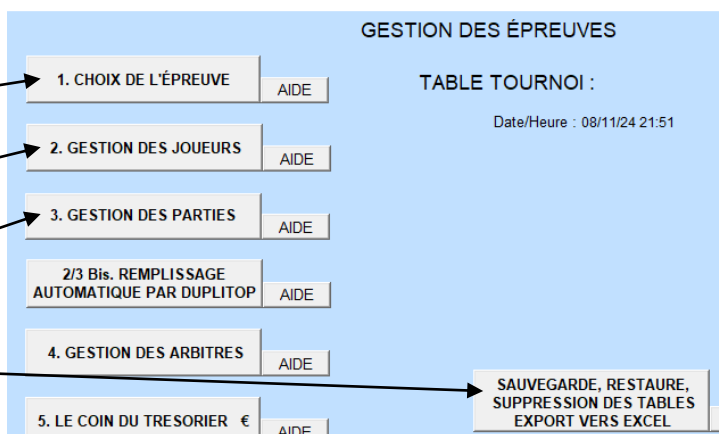 GESTION DES ÉPREUVES
1. CHOIX DE L'ÉPREUVE
AIDE
TABLE TOURNOI :
Date/Heure : 08/11/24 21:51
2. GESTION DES JOUEURS
AIDE
3. GESTION DES PARTIES
AIDE
2/3 Bis. REMPLISSAGE
AUTOMATIQUE PAR DUPLITOP
AIDE
4. GESTION DES ARBITRES
AIDE
SAUVEGARDE, RESTAURE,
SUPPRESSION DES TABLES
EXPORT VERS EXCEL
5. LE COIN DU TRESORIER €
AIDE